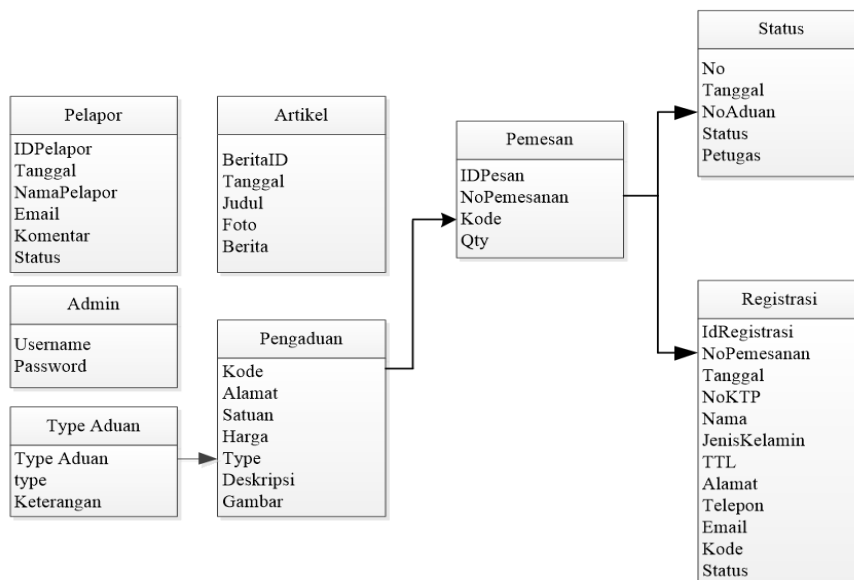 Pelapor
IDPelapor
Tanggal
NamaPelapor
Email
Komentar
Status
Admin
Username
Password
Type Aduan
Type Aduan
type
Keterangan
Artikel
BeritaID
Tanggal
Judul
Foto
Berita
Pengaduan
Kode
Alamat
Satuan
Harga
Type
Deskripsi
Gambar
Pemesan
IDPesan
NoPemesanan
Kode
Qty
Status
No
Tanggal
NoAduan
Status
Petugas
Registrasi
IdRegistrasi
NoPemesanan
Tanggal
NoKTP
Nama
JenisKelamin
TTL
Alamat
Telepon
Email
Kode
Status